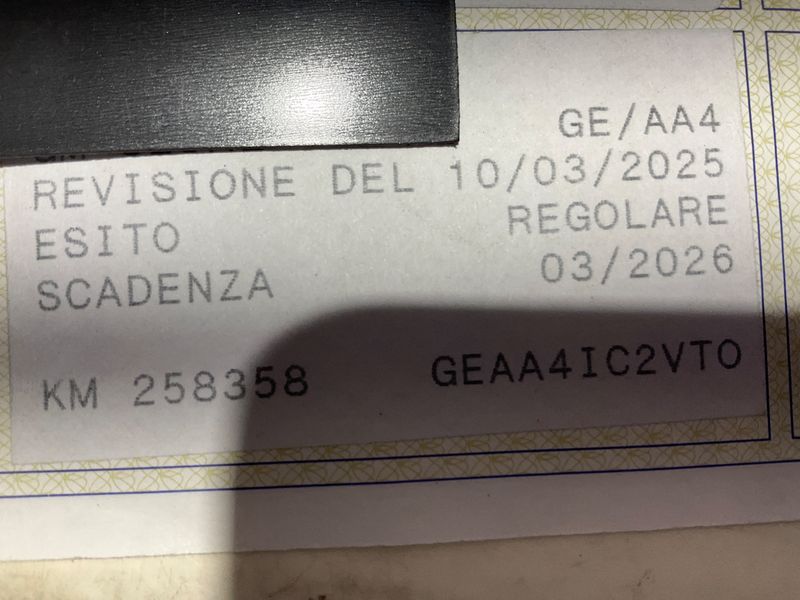 GE/AA4
REVISIONE DEL 10/03/2025
ESITO REGOLARE
SCADENZA 03/2026
KM 258358 GEAA4IC2VTO